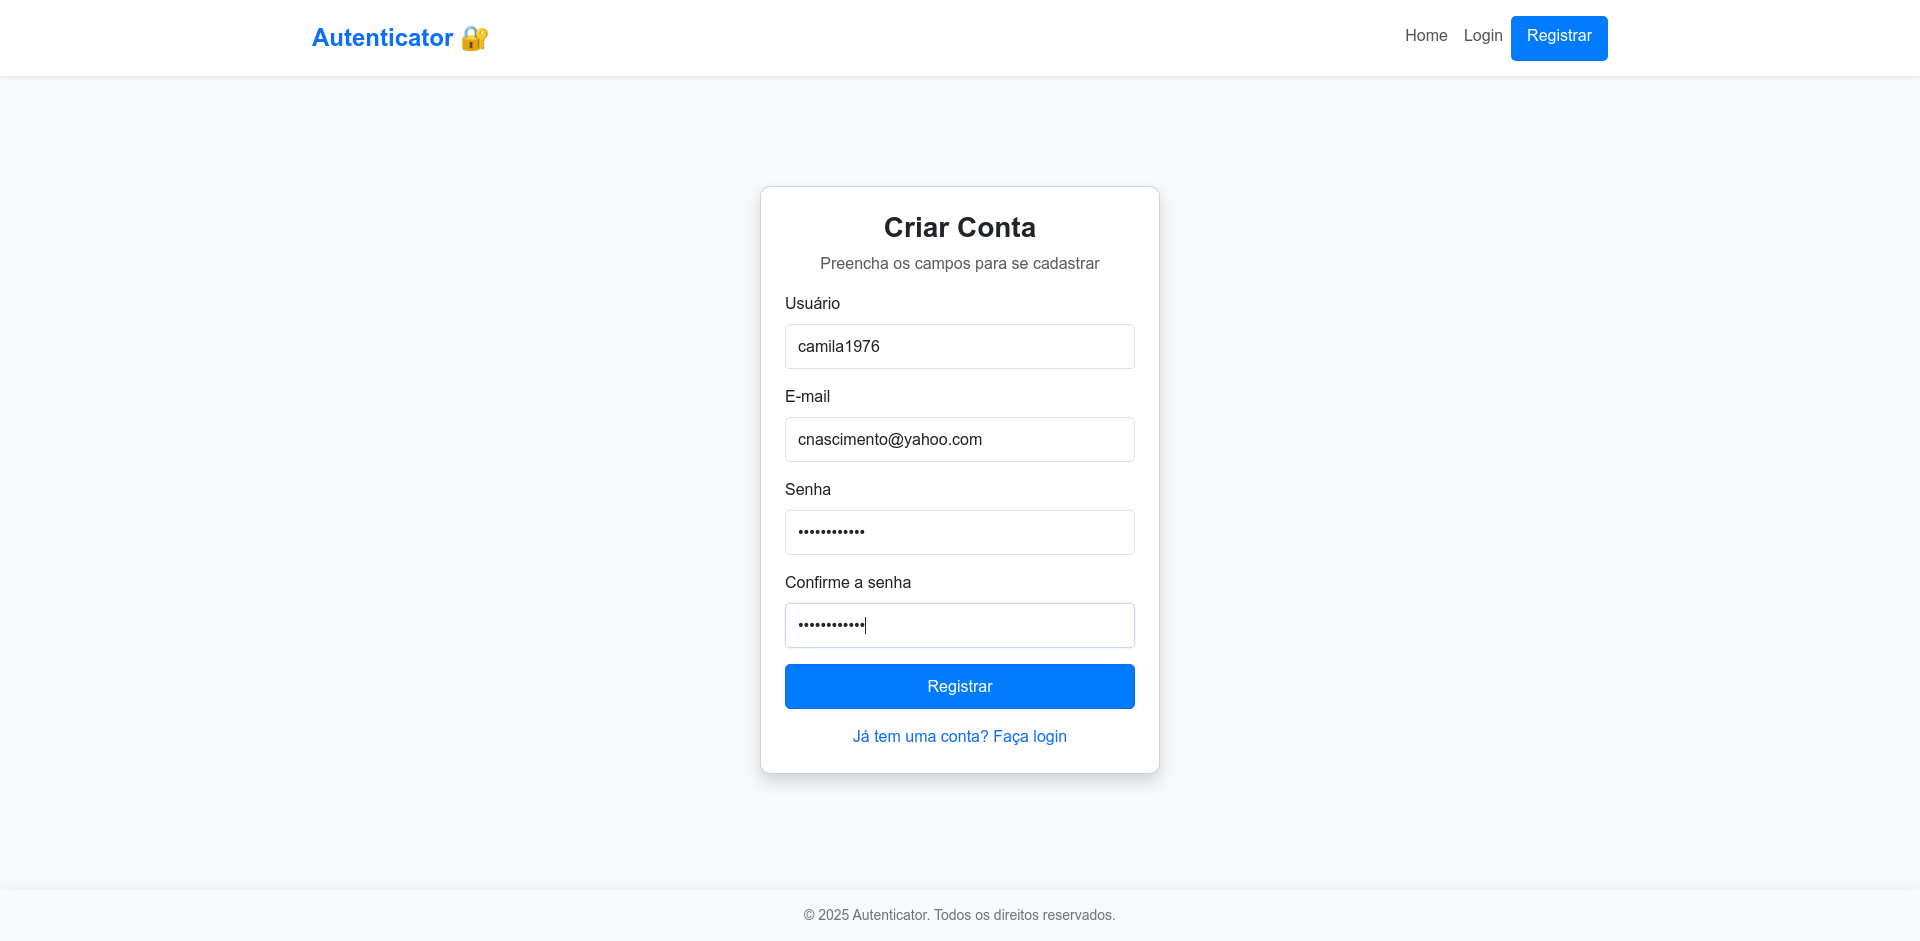 Autenticator 🔐
Home Login Registrar
Criar Conta
Preencha os campos para se cadastrar
Usuário
camila1976
E-mail
cnascimento@yahoo.com
Senha
••••••••••••
Confirme a senha
••••••••••••
Registrar
Já tem uma conta? Faça login
© 2025 Autenticator. Todos os direitos reservados.